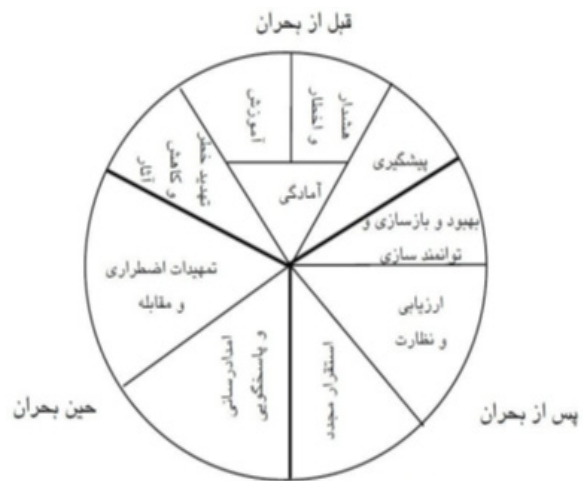 قبل از بحران
هشدار
و اخطار
آموزش
پیشگیری
تهدید خطر
و کاهش
آثار
آمادگی
بهبود و بازسازی و
توانمند سازی
تمهیدات اضطراری
و مقابله
ارزیابی
و نظارت
امدادرسانی
و پاسخگویی
استقرار مجدد
حین بحران
پس از بحران